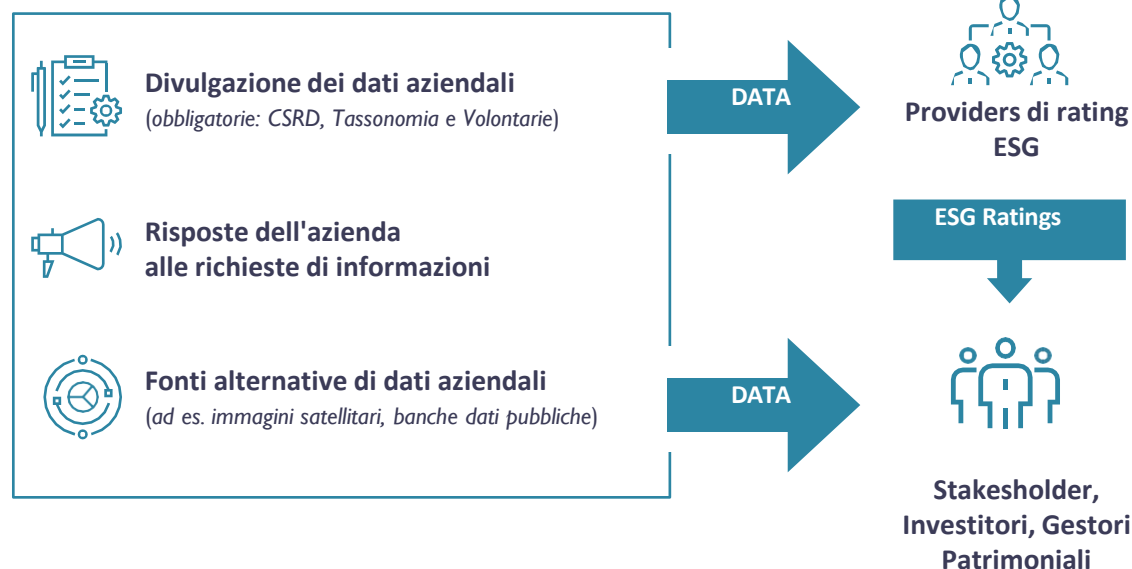 Divulgazione dei dati aziendali
(obbligatorie: CSRD, Tassonomia e Volontarie)
DATA
Providers di rating
ESG
Risposte dell'azienda
alle richieste di informazioni
ESG Ratings
Fonti alternative di dati aziendali
(ad es. immagini satellitari, banche dati pubbliche)
DATA
Stakesholder,
Investitori, Gestori
Patrimoniali